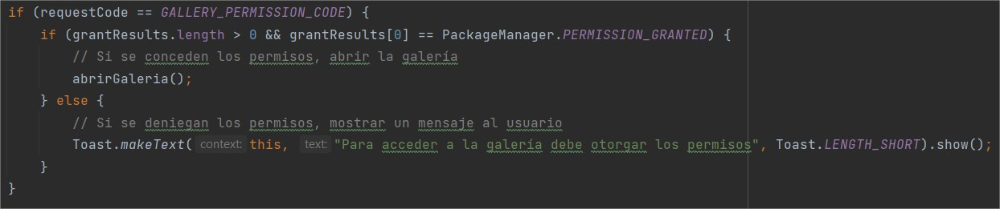 if (requestCode == GALLERY_PERMISSION_CODE) {
if (grantResults.length > 0 && grantResults[0] == PackageManager.PERMISSION_GRANTED) {
// Si se conceden los permisos, abrir la galería
abrirGaleria();
} else {
// Si se deniegan los permisos, mostrar un mensaje al usuario
Toast.makeText( context: this, text: "Para acceder a la galería debe otorgar los permisos", Toast.LENGTH_SHORT).show();
}
}